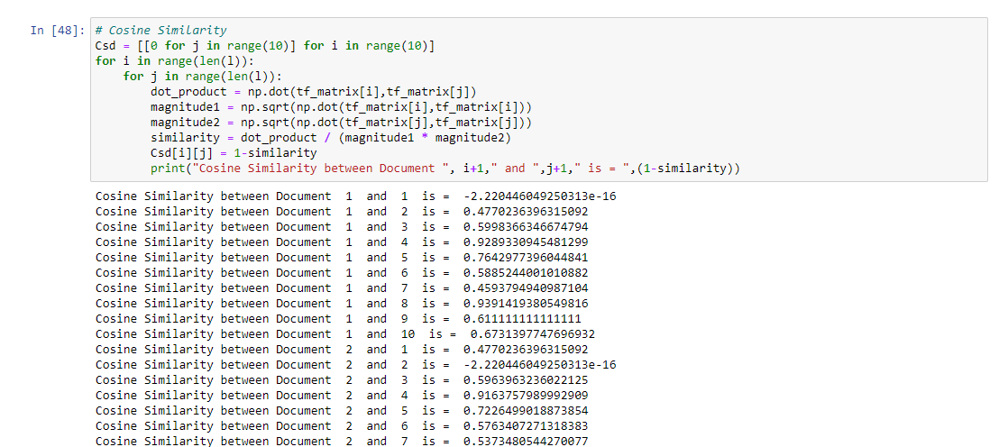 In [48]: # Cosine Similarity
Csd = [[0 for j in range(10)] for i in range(10)]
for i in range(len(l)):
    for j in range(len(l)):
        dot_product = np.dot(tf_matrix[i],tf_matrix[j])
        magnitude1 = np.sqrt(np.dot(tf_matrix[i],tf_matrix[i]))
        magnitude2 = np.sqrt(np.dot(tf_matrix[j],tf_matrix[j]))
        similarity = dot_product / (magnitude1 * magnitude2)
        Csd[i][j] = 1-similarity
        print("Cosine Similarity between Document ", i+1," and ",j+1," is = ",(1-similarity))
Cosine Similarity between Document  1  and  1  is =  -2.220446049250313e-16
Cosine Similarity between Document  1  and  2  is =  0.4770236396315092
Cosine Similarity between Document  1  and  3  is =  0.5998366346674794
Cosine Similarity between Document  1  and  4  is =  0.9289330945481299
Cosine Similarity between Document  1  and  5  is =  0.7642977396044841
Cosine Similarity between Document  1  and  6  is =  0.5885244001010882
Cosine Similarity between Document  1  and  7  is =  0.4593794940987104
Cosine Similarity between Document  1  and  8  is =  0.9391419380549816
Cosine Similarity between Document  1  and  9  is =  0.611111111111111
Cosine Similarity between Document  1  and  10  is =  0.6731397747696932
Cosine Similarity between Document  2  and  1  is =  0.4770236396315092
Cosine Similarity between Document  2  and  2  is =  -2.220446049250313e-16
Cosine Similarity between Document  2  and  3  is =  0.5963963236022125
Cosine Similarity between Document  2  and  4  is =  0.9163757989992909
Cosine Similarity between Document  2  and  5  is =  0.7226499018873854
Cosine Similarity between Document  2  and  6  is =  0.5763407271318383
Cosine Similarity between Document  2  and  7  is =  0.5373480544270077